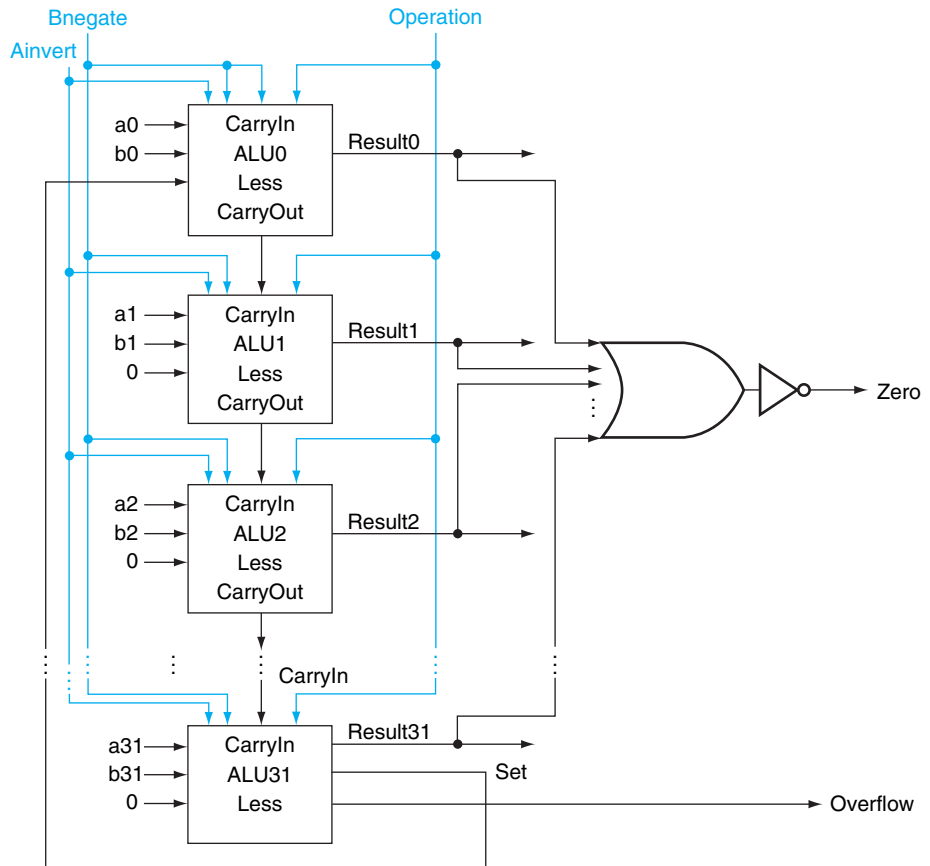 Bnegate
Operation
Ainvert
a0
CarryIn
Result0
b0
ALU0
Less
CarryOut
a1
CarryIn
Result1
b1
ALU1
0
Less
CarryOut
Zero
a2
CarryIn
Result2
b2
ALU2
0
Less
CarryOut
CarryIn
a31
CarryIn
Result31
b31
ALU31
Set
0
Less
Overflow